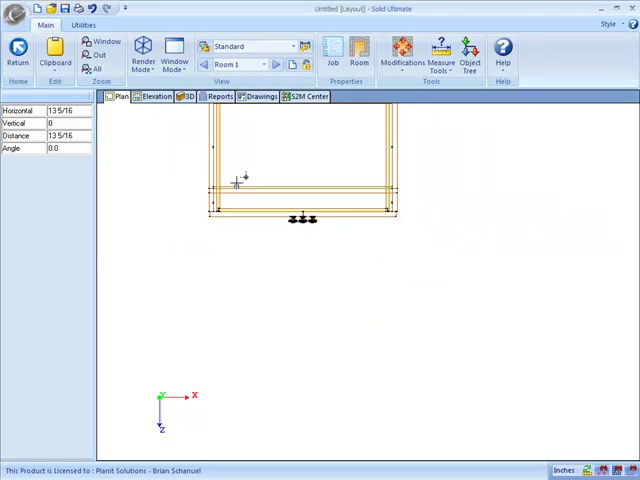 Untitled [Layout] - Solid Ultimate
Main Utilities Style
Return Clipboard Window Out All Render Mode Window Mode Standard Room 1 Job Room Modifications Measure Tools Object Tree Help
Home Edit Zoom View Properties Tools Help
Plan Elevation 3D Reports Drawings S2M Center
Horizontal 13 5/16
Vertical 0
Distance 13 5/16
Angle 0.0
Y X
Z
This Product is Licensed to : Planit Solutions - Brian Schanuel Inches